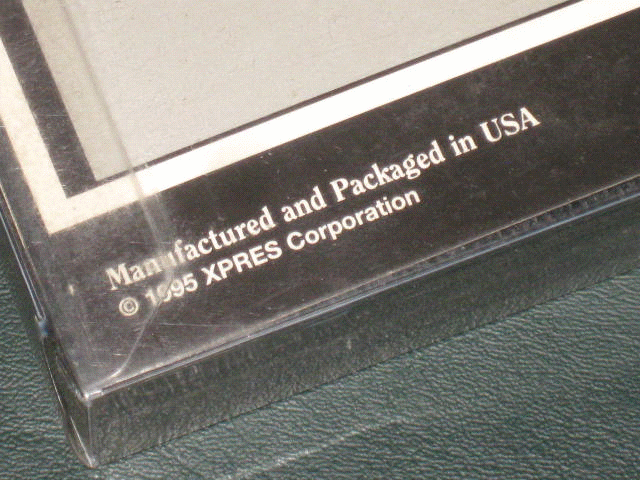 Manufactured and Packaged in USA
© 1995 XPRES Corporation